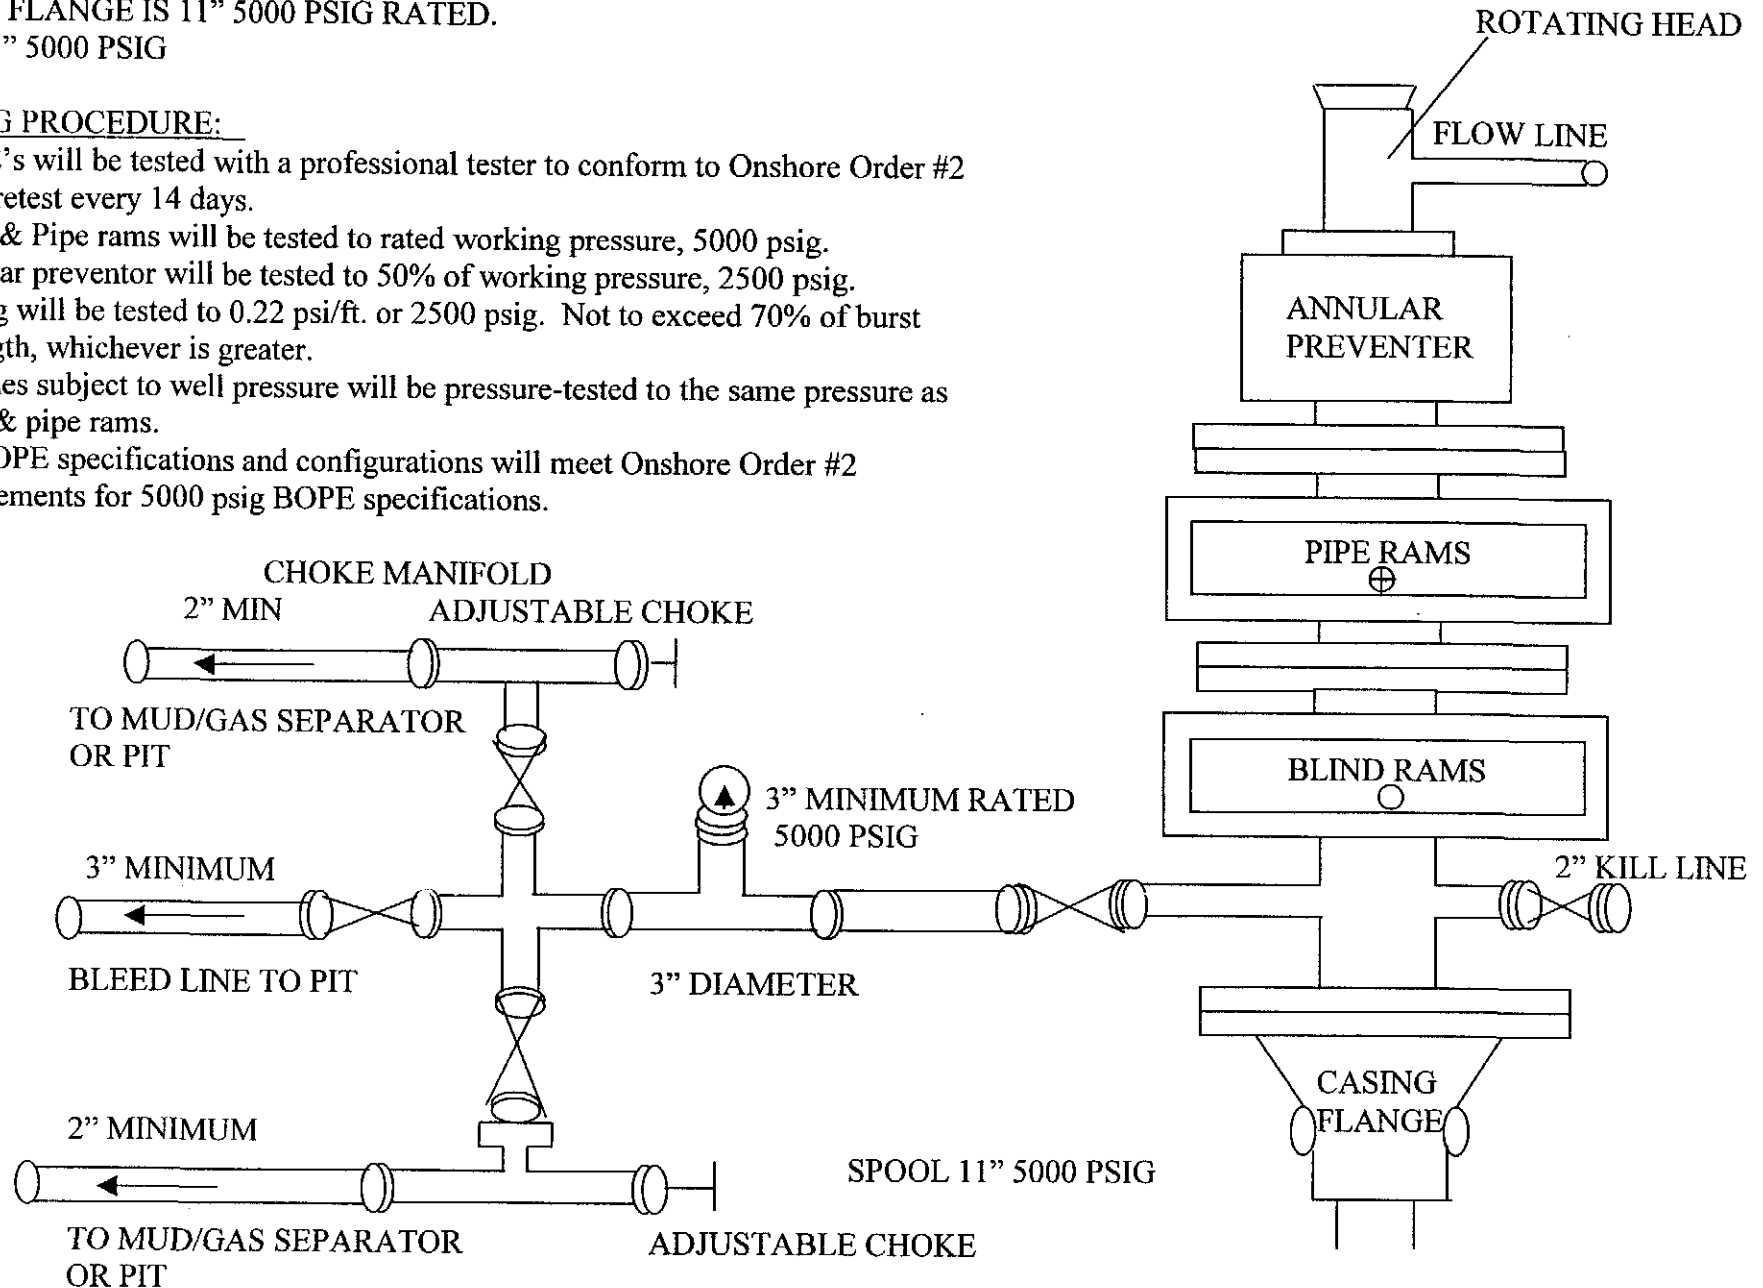 FLANGE IS 11” 5000 PSIG RATED.
” 5000 PSIG
G PROCEDURE:
’s will be tested with a professional tester to conform to Onshore Order #2
retest every 14 days.
& Pipe rams will be tested to rated working pressure, 5000 psig.
ar preventor will be tested to 50% of working pressure, 2500 psig.
g will be tested to 0.22 psi/ft. or 2500 psig. Not to exceed 70% of burst
gth, whichever is greater.
es subject to well pressure will be pressure-tested to the same pressure as
& pipe rams.
OPE specifications and configurations will meet Onshore Order #2
ements for 5000 psig BOPE specifications.
ROTATING HEAD
FLOW LINE
ANNULAR
PREVENTER
PIPE RAMS
BLIND RAMS
2” KILL LINE
CASING
FLANGE
CHOKE MANIFOLD
2” MIN
ADJUSTABLE CHOKE
TO MUD/GAS SEPARATOR
OR PIT
3” MINIMUM RATED
5000 PSIG
3” MINIMUM
BLEED LINE TO PIT
3” DIAMETER
2” MINIMUM
SPOOL 11” 5000 PSIG
TO MUD/GAS SEPARATOR
OR PIT
ADJUSTABLE CHOKE